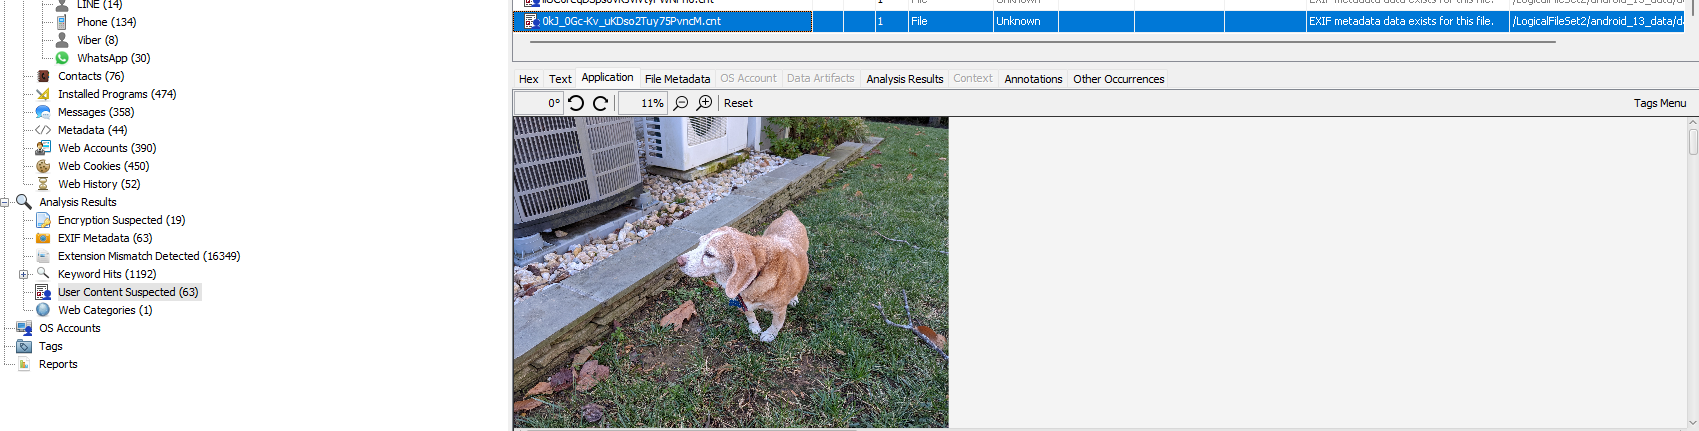 LINE (14)
Phone (134)
Viber (8)
WhatsApp (30)
Contacts (76)
Installed Programs (474)
Messages (358)
Metadata (44)
Web Accounts (390)
Web Cookies (450)
Web History (52)
Analysis Results
Encryption Suspected (19)
EXIF Metadata (63)
Extension Mismatch Detected (16349)
Keyword Hits (1192)
User Content Suspected (63)
Web Categories (1)
OS Accounts
Tags
Reports
1 File Unknown EXIF metadata data exists for this file. /LogicalFileSet2/android_13_data/d
0kJ_0Gc-Kv_uKDso2Tuy75PvncM.cnt 1 File Unknown EXIF metadata data exists for this file. /LogicalFileSet2/android_13_data/d
Hex Text Application File Metadata OS Account Data Artifacts Analysis Results Context Annotations Other Occurrences
0° 11% Reset Tags Menu